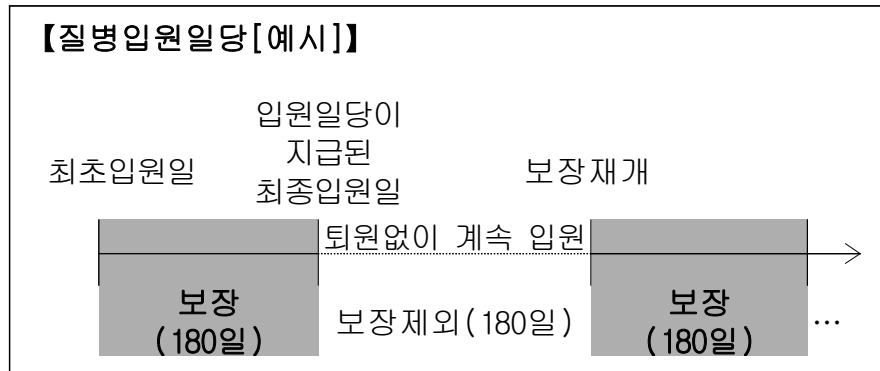 【질병입원일당[예시]】
입원일당이
지급된
최종입원일
최초입원일
보장재개
퇴원없이 계속 입원
보장
(180일)
보장제외(180일)
보장
(180일)
…